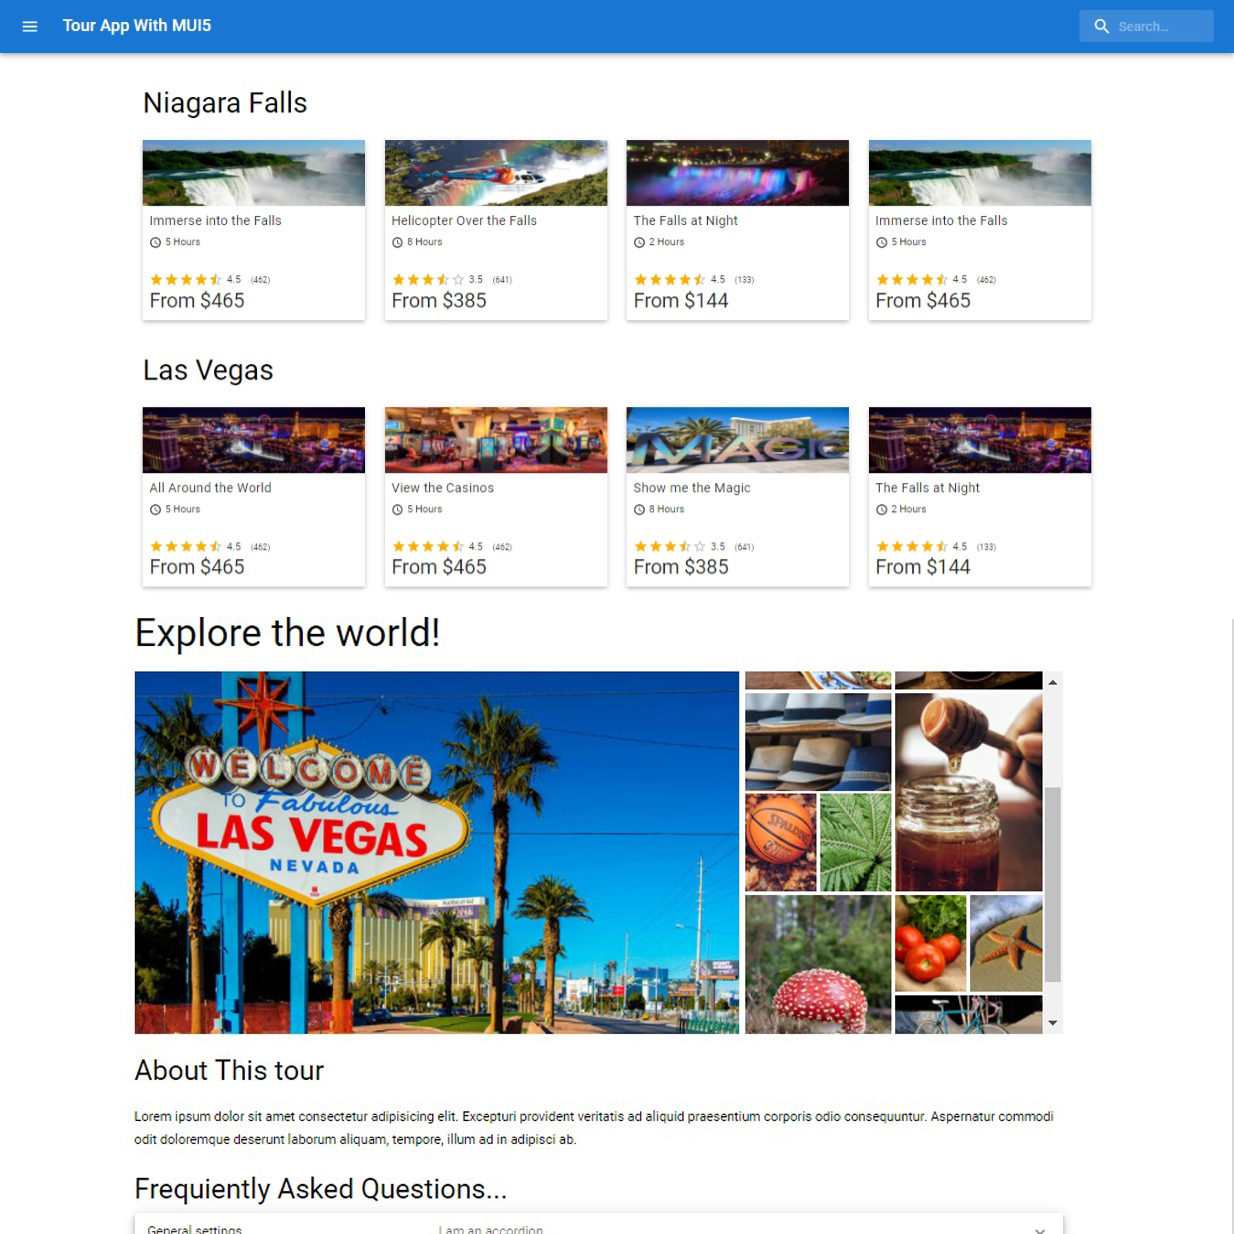 Tour App With MUI5
Search...
Niagara Falls
Immerse into the Falls
5 Hours
4.5 (462)
From $465
Helicopter Over the Falls
8 Hours
3.5 (641)
From $385
The Falls at Night
2 Hours
4.5 (133)
From $144
Immerse into the Falls
5 Hours
4.5 (462)
From $465
Las Vegas
All Around the World
5 Hours
4.5 (462)
From $465
View the Casinos
5 Hours
4.5 (462)
From $465
MAGIC
Show me the Magic
8 Hours
3.5 (641)
From $385
The Falls at Night
2 Hours
4.5 (133)
From $144
Explore the world!
WELCOME
TO Fabulous
LAS VEGAS
NEVADA
SPALDING
About This tour
Lorem ipsum dolor sit amet consectetur adipisicing elit. Excepturi provident veritatis ad aliquid praesentium corporis odio consequuntur. Aspernatur commodi
odit doloremque deserunt laborum aliquam, tempore, illum ad in adipisci ab.
Frequiently Asked Questions...
General settings
I am an accordion